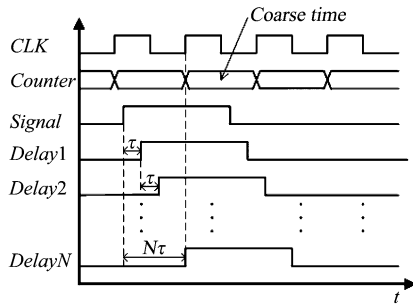 Coarse time
CLK
Counter
Signal
τ
Delay1
τ
Delay2
Nτ
DelayN
t